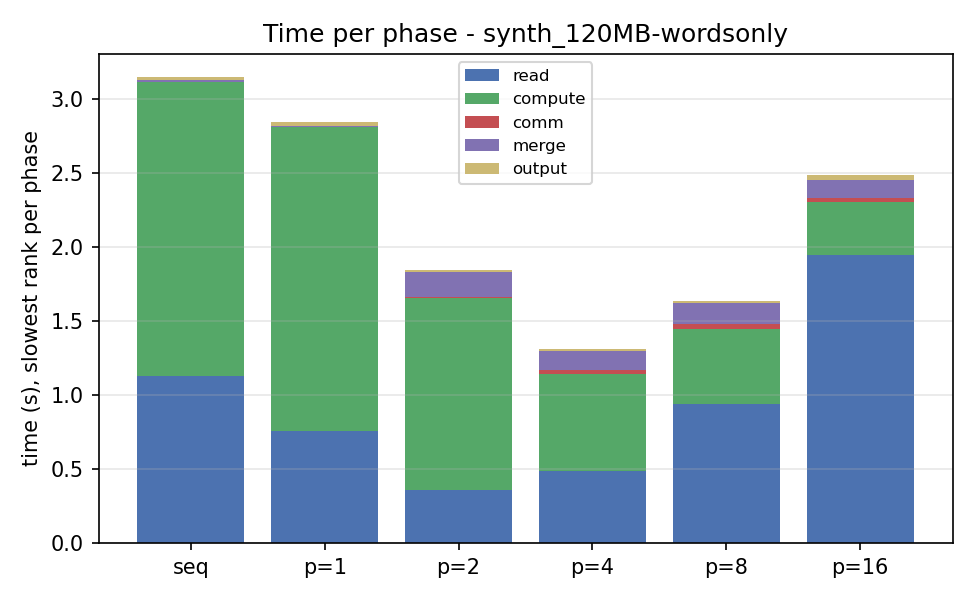 Time per phase - synth_120MB-wordsonly
time (s), slowest rank per phase
3.0
2.5
2.0
1.5
1.0
0.5
0.0
read
compute
comm
merge
output
seq
p=1
p=2
p=4
p=8
p=16